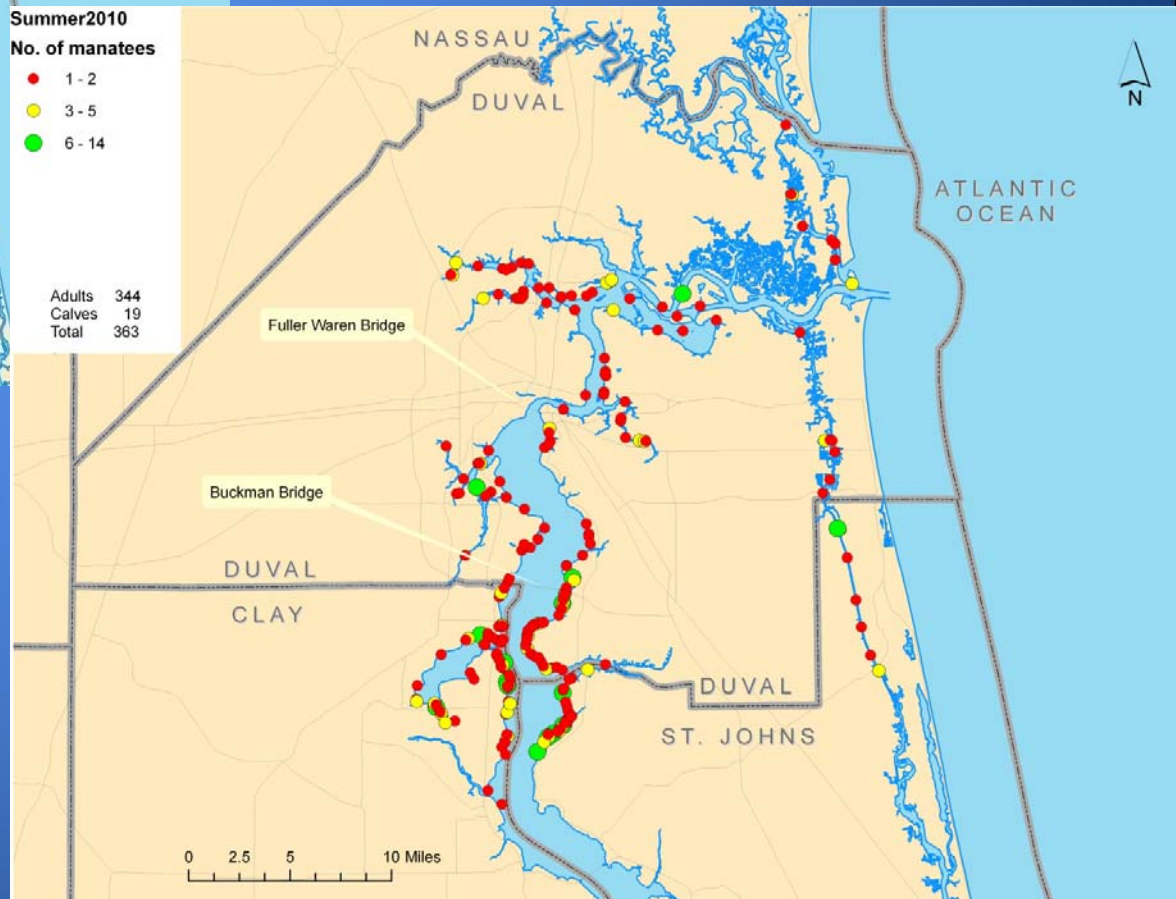 Summer2010
No. of manatees
1 - 2
3 - 5
6 - 14
Adults 344
Calves 19
Total 363
NASSAU
DUVAL
N
ATLANTIC
OCEAN
Fuller Waren Bridge
Buckman Bridge
DUVAL
CLAY
DUVAL
ST. JOHNS
0 2.5 5 10 Miles